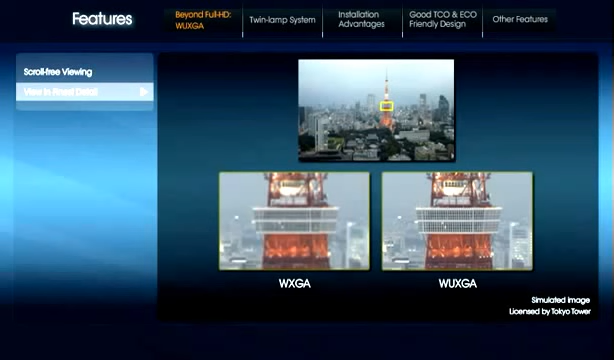 Features
Beyond Full-HD:
WUXGA
Twin-lamp System
Installation
Advantages
Good TCO & ECO
Friendly Design
Other Features
Scroll-free Viewing
View in Finest Detail
WXGA
WUXGA
Simulated image
Licensed by Tokyo Tower